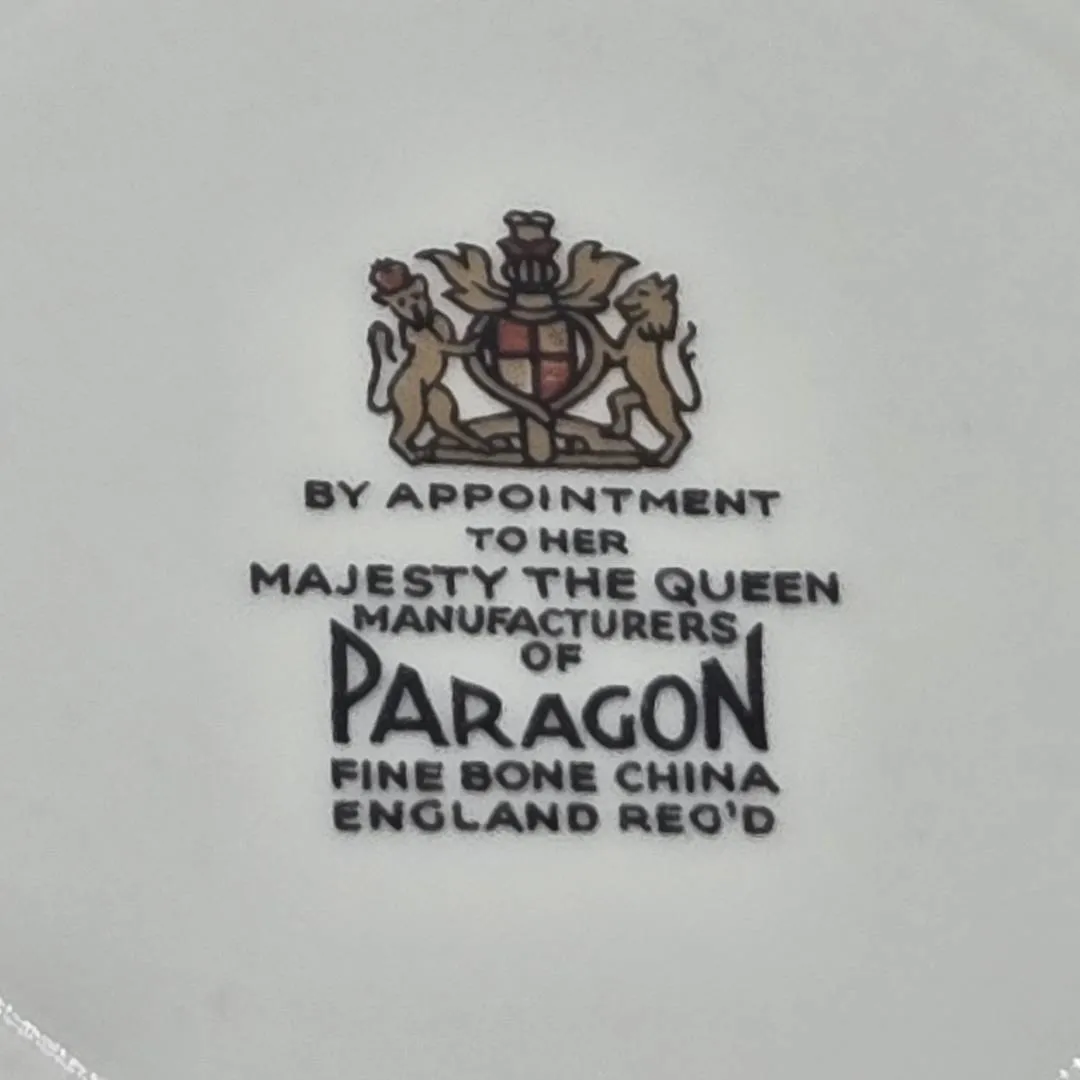 BY APPOINTMENT
TO HER
MAJESTY THE QUEEN
MANUFACTURERS
OF
PARAGON
FINE BONE CHINA
ENGLAND REG'D